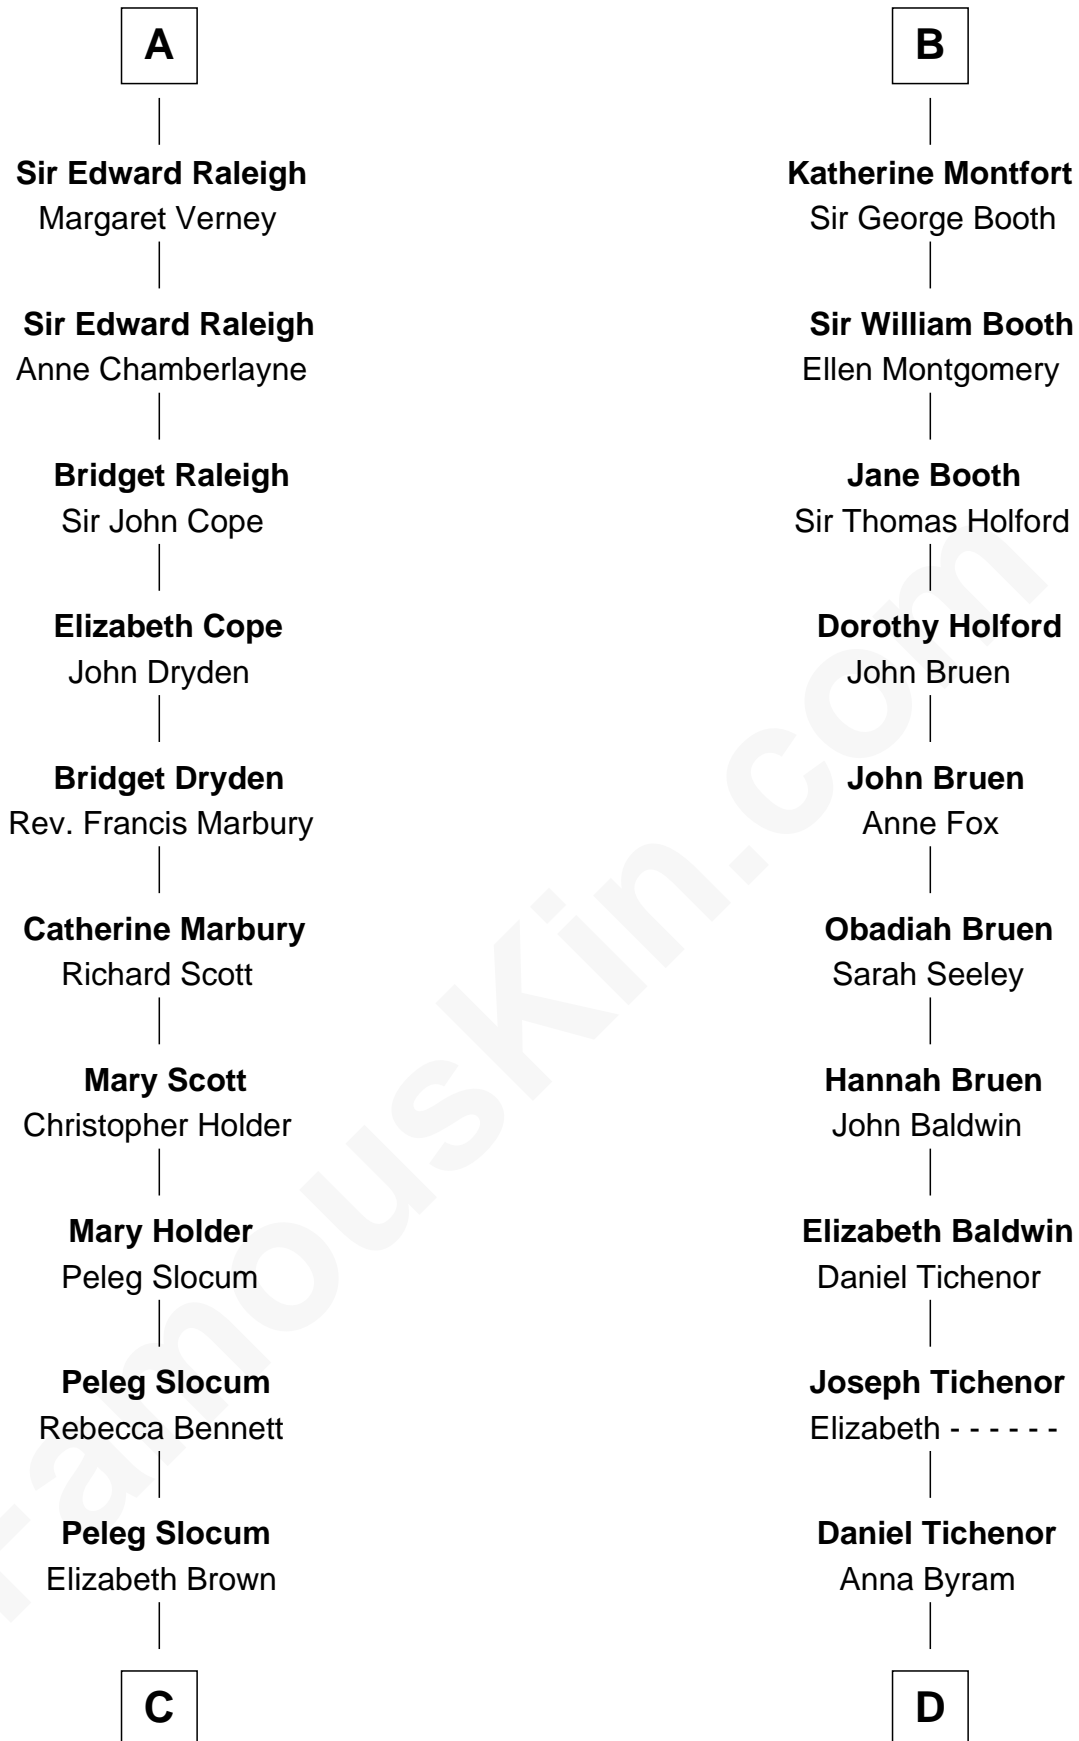 A
Sir Edward Raleigh
Margaret Verney
Sir Edward Raleigh
Anne Chamberlayne
Bridget Raleigh
Sir John Cope
Elizabeth Cope
John Dryden
Bridget Dryden
Rev. Francis Marbury
Catherine Marbury
Richard Scott
Mary Scott
Christopher Holder
Mary Holder
Peleg Slocum
Peleg Slocum
Rebecca Bennett
Peleg Slocum
Elizabeth Brown
C
B
Katherine Montfort
Sir George Booth
Sir William Booth
Ellen Montgomery
Jane Booth
Sir Thomas Holford
Dorothy Holford
John Bruen
John Bruen
Anne Fox
Obadiah Bruen
Sarah Seeley
Hannah Bruen
John Baldwin
Elizabeth Baldwin
Daniel Tichenor
Joseph Tichenor
Elizabeth - - - - - -
Daniel Tichenor
Anna Byram
D
FamousKin.com